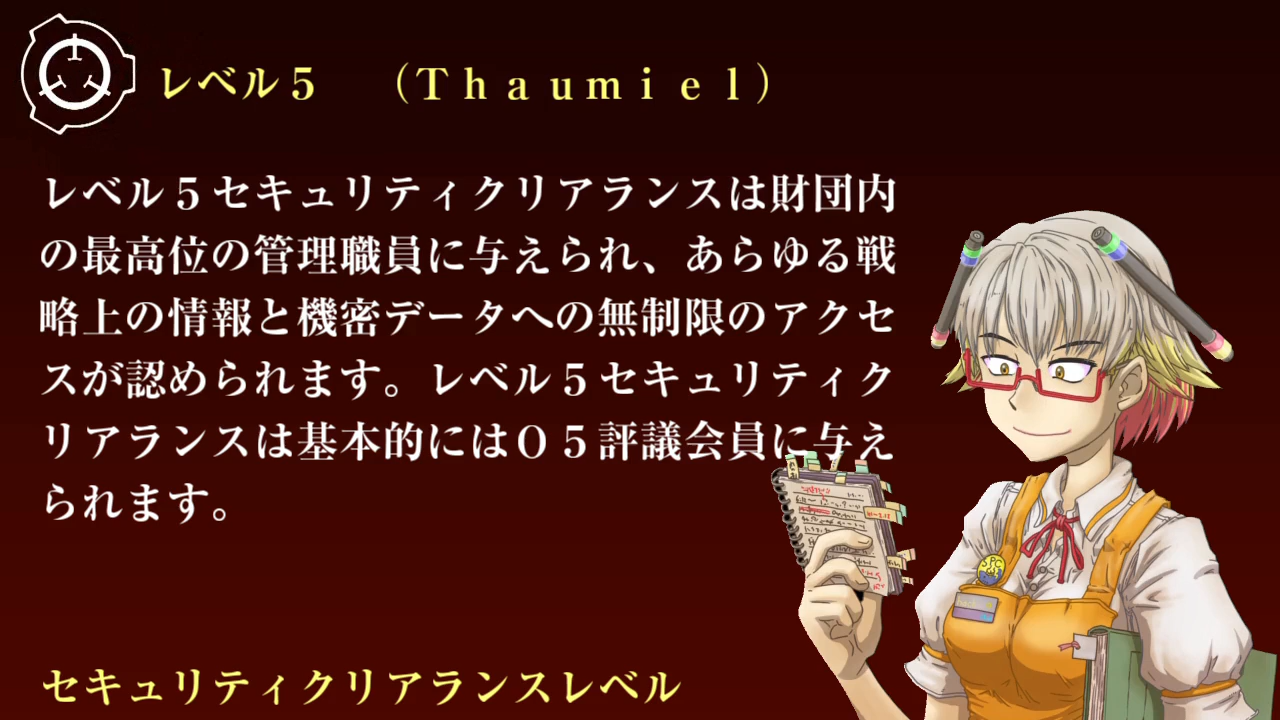 レベル５　（Ｔｈａｕｍｉｅｌ）
レベル５セキュリティクリアランスは財団内
の最高位の管理職員に与えられ、あらゆる戦
略上の情報と機密データへの無制限のアクセ
スが認められます。レベル５セキュリティク
リアランスは基本的にはＯ５評議会員に与え
られます。
セキュリティクリアランスレベル